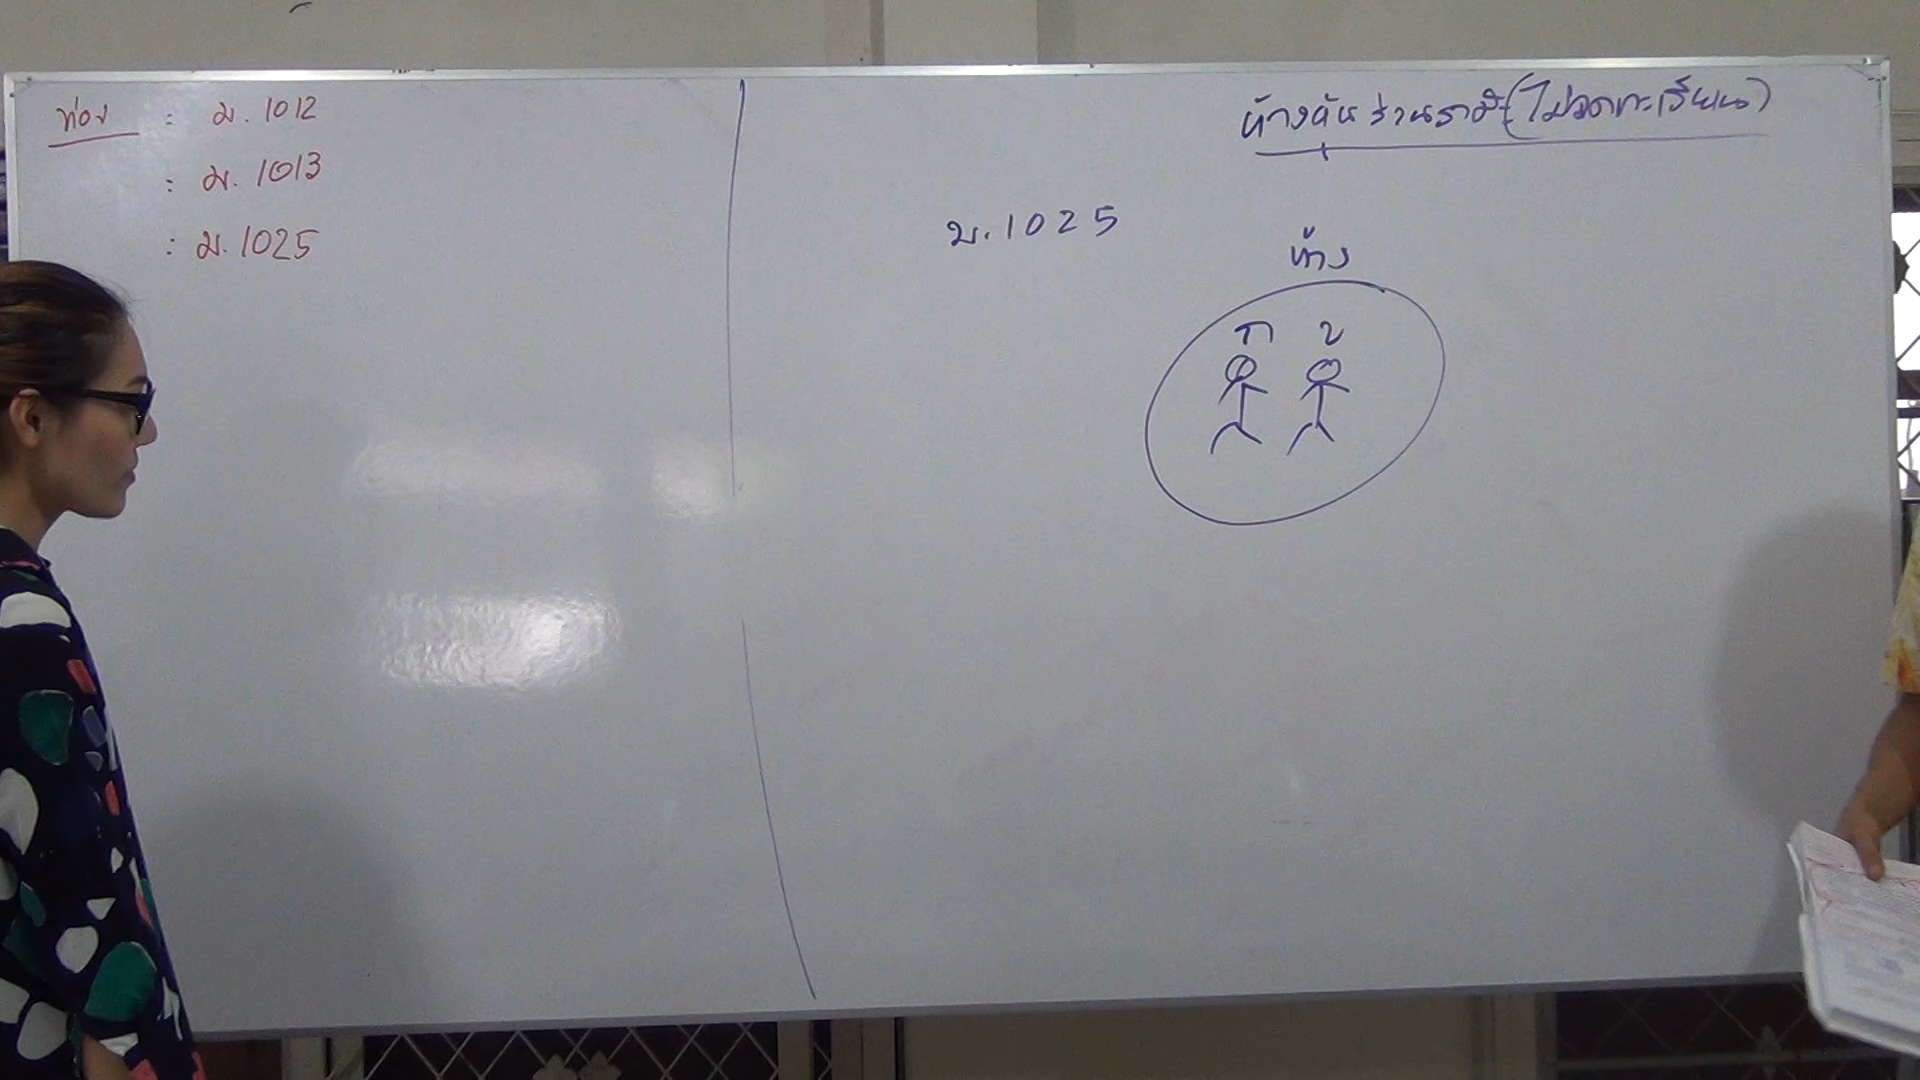 ท่อง : ม. 1012
: ม. 1013
: ม. 1025
ห้างหุ้นส่วนสามัญ (ไม่จดทะเบียน)
ม. 1025
ห้าง
ก ข